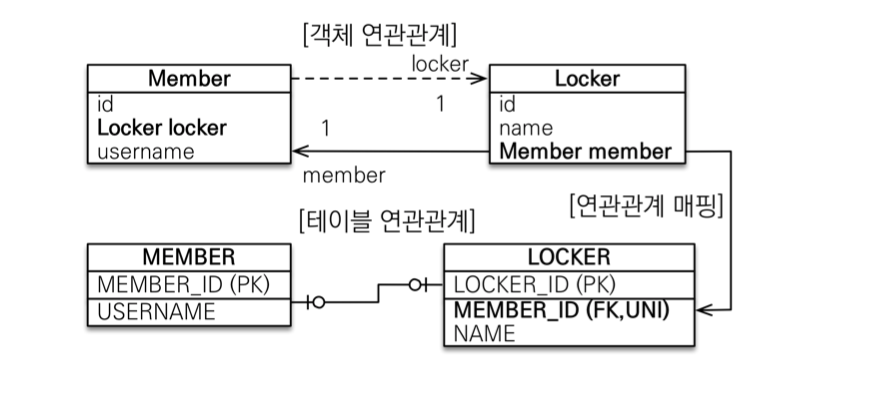 [객체 연관관계]
locker
Member
id
Locker locker
username
1
1
member
Locker
id
name
Member member
[연관관계 매핑]
[테이블 연관관계]
MEMBER
MEMBER_ID (PK)
USERNAME
LOCKER
LOCKER_ID (PK)
MEMBER_ID (FK,UNI)
NAME